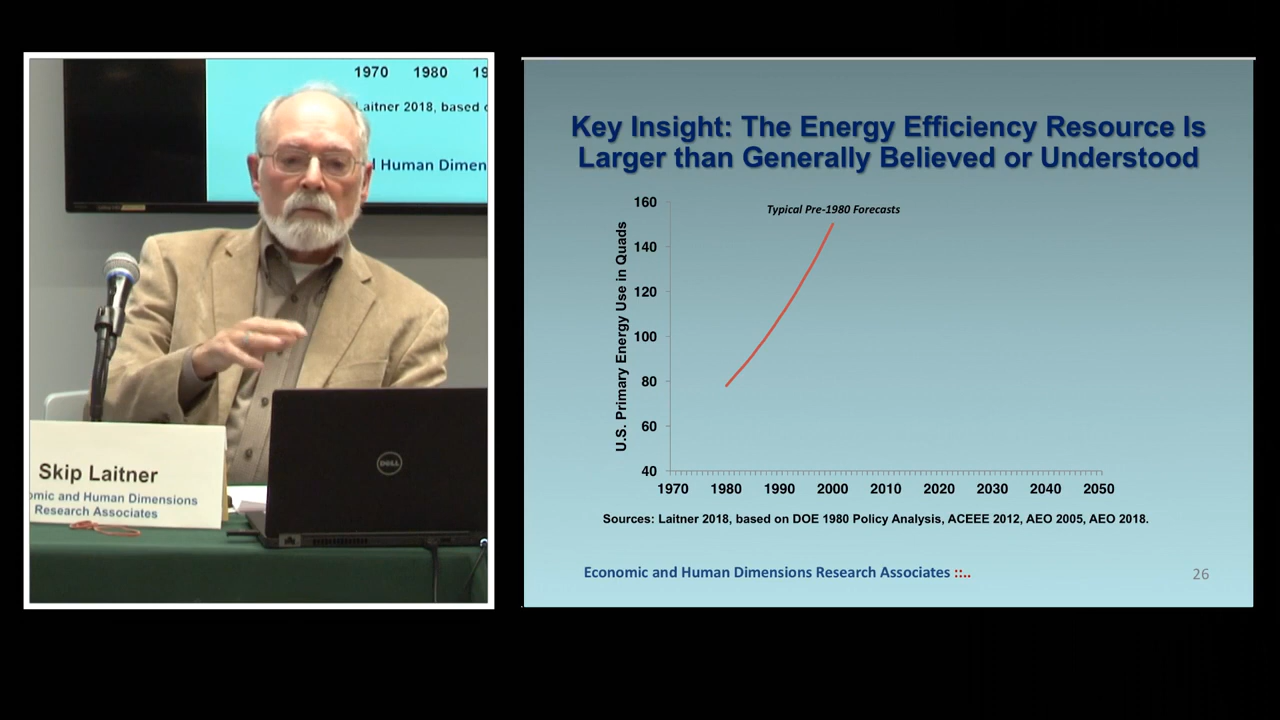 1970 1980 19
Laitner 2018, based o
d Human Dimen
DELL
Skip Laitner
omic and Human Dimensions
Research Associates
Key Insight: The Energy Efficiency Resource Is
Larger than Generally Believed or Understood
Typical Pre-1980 Forecasts
U.S. Primary Energy Use in Quads
160
140
120
100
80
60
40
1970 1980 1990 2000 2010 2020 2030 2040 2050
Sources: Laitner 2018, based on DOE 1980 Policy Analysis, ACEEE 2012, AEO 2005, AEO 2018.
Economic and Human Dimensions Research Associates ::..
26